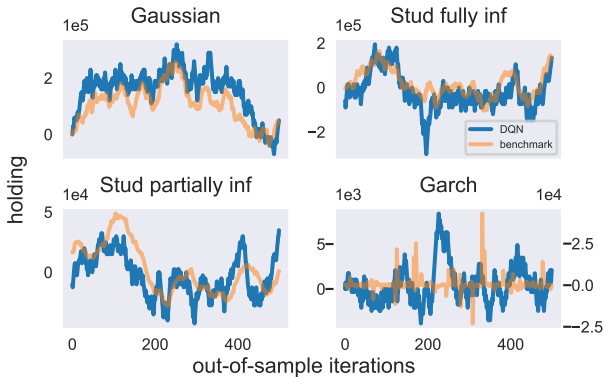 Gaussian
Stud fully inf
1e5
1e5
2
0
2
0
−2
DQN
benchmark
holding
Stud partially inf
Garch
1e4
1e3
1e4
5
0
5
0
−2.5
−0.0
−2.5
0
200
400
0
200
400
out-of-sample iterations